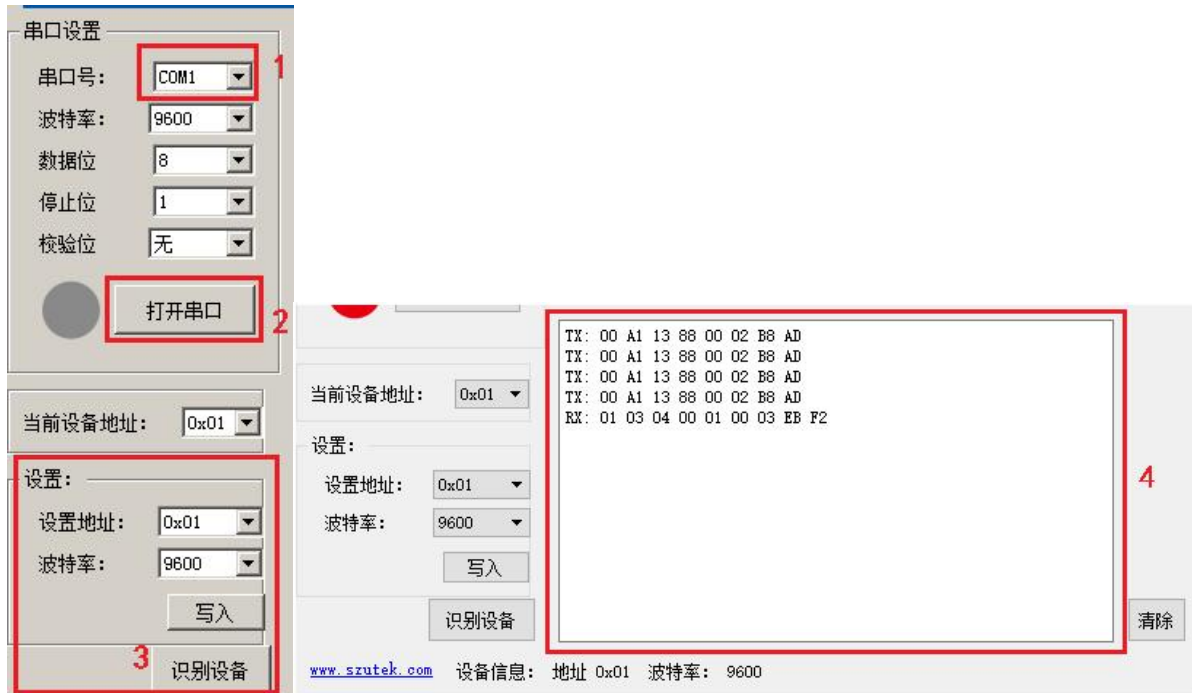 串口设置
串口号： COM1 1
波特率： 9600
数据位 8
停止位 1
校验位 无
打开串口 2
当前设备地址： 0x01
设置：
设置地址： 0x01
波特率： 9600
写入
3 识别设备
TX: 00 A1 13 88 00 02 B8 AD
TX: 00 A1 13 88 00 02 B8 AD
TX: 00 A1 13 88 00 02 B8 AD
TX: 00 A1 13 88 00 02 B8 AD
RX: 01 03 04 00 01 00 03 EB F2
当前设备地址： 0x01
设置：
设置地址： 0x01
波特率： 9600
写入
4
识别设备
清除
www.szutek.com 设备信息： 地址 0x01 波特率： 9600